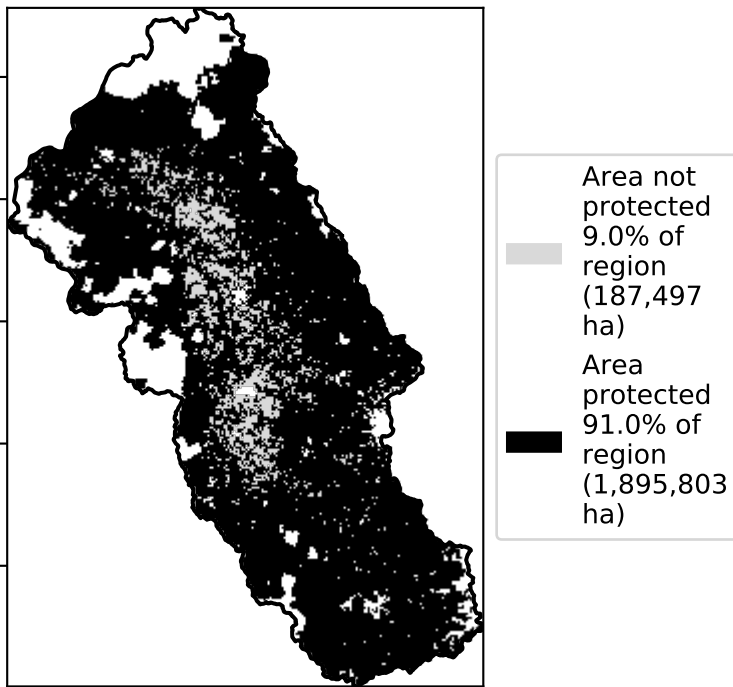 Area not
protected
9.0% of
region
(187,497
ha)
Area
protected
91.0% of
region
(1,895,803
ha)